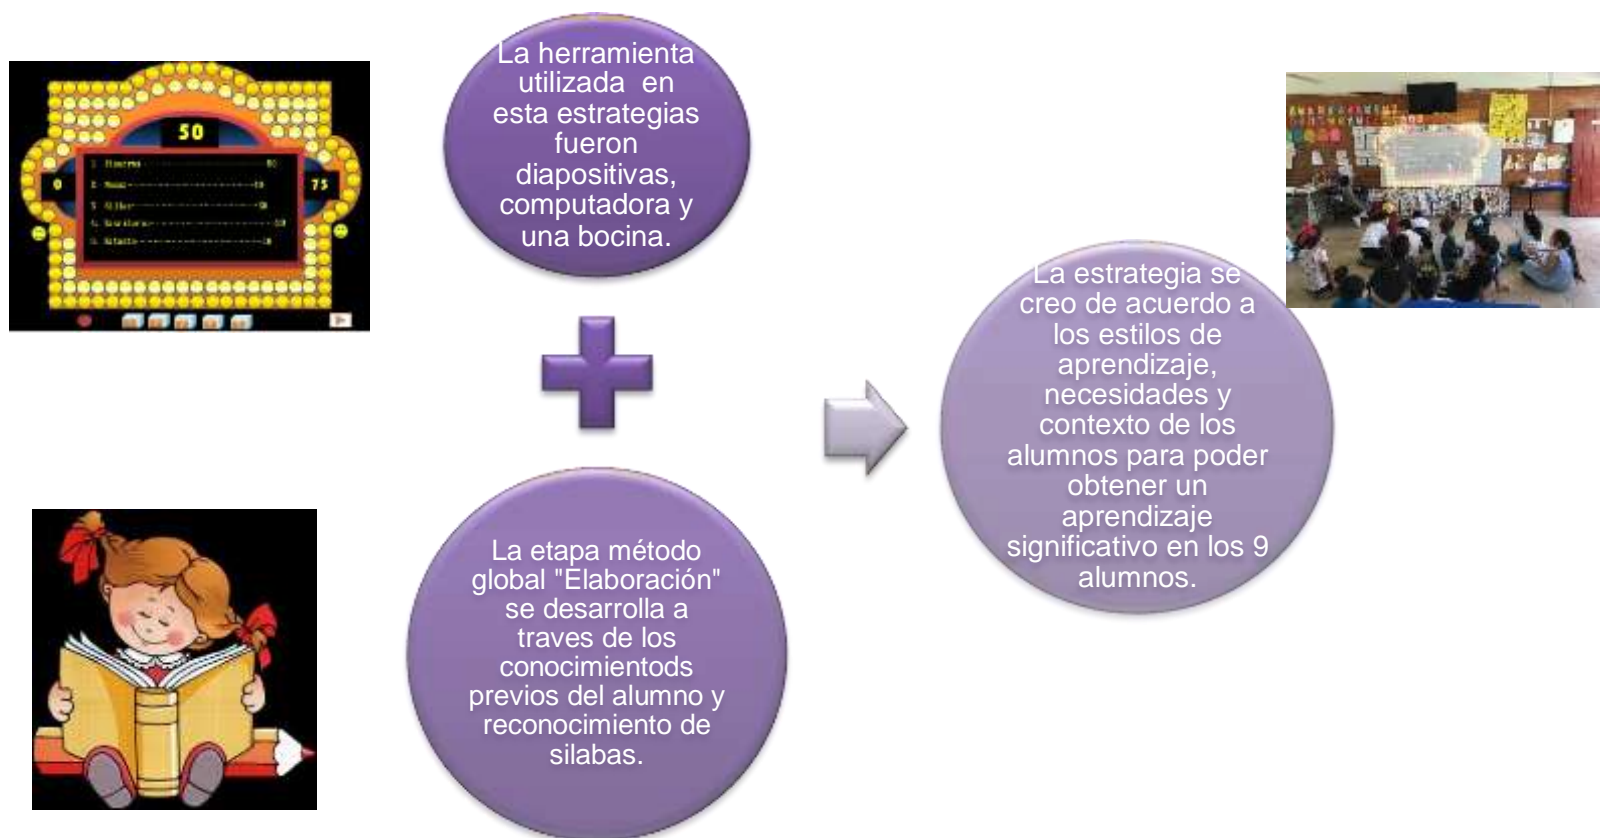 50
0
75
La herramienta
utilizada en
esta estrategias
fueron
diapositivas,
computadora y
una bocina.
La etapa método
global "Elaboración"
se desarrolla a
traves de los
conocimientods
previos del alumno y
reconocimiento de
silabas.
La estrategia se
creo de acuerdo a
los estilos de
aprendizaje,
necesidades y
contexto de los
alumnos para poder
obtener un
aprendizaje
significativo en los 9
alumnos.